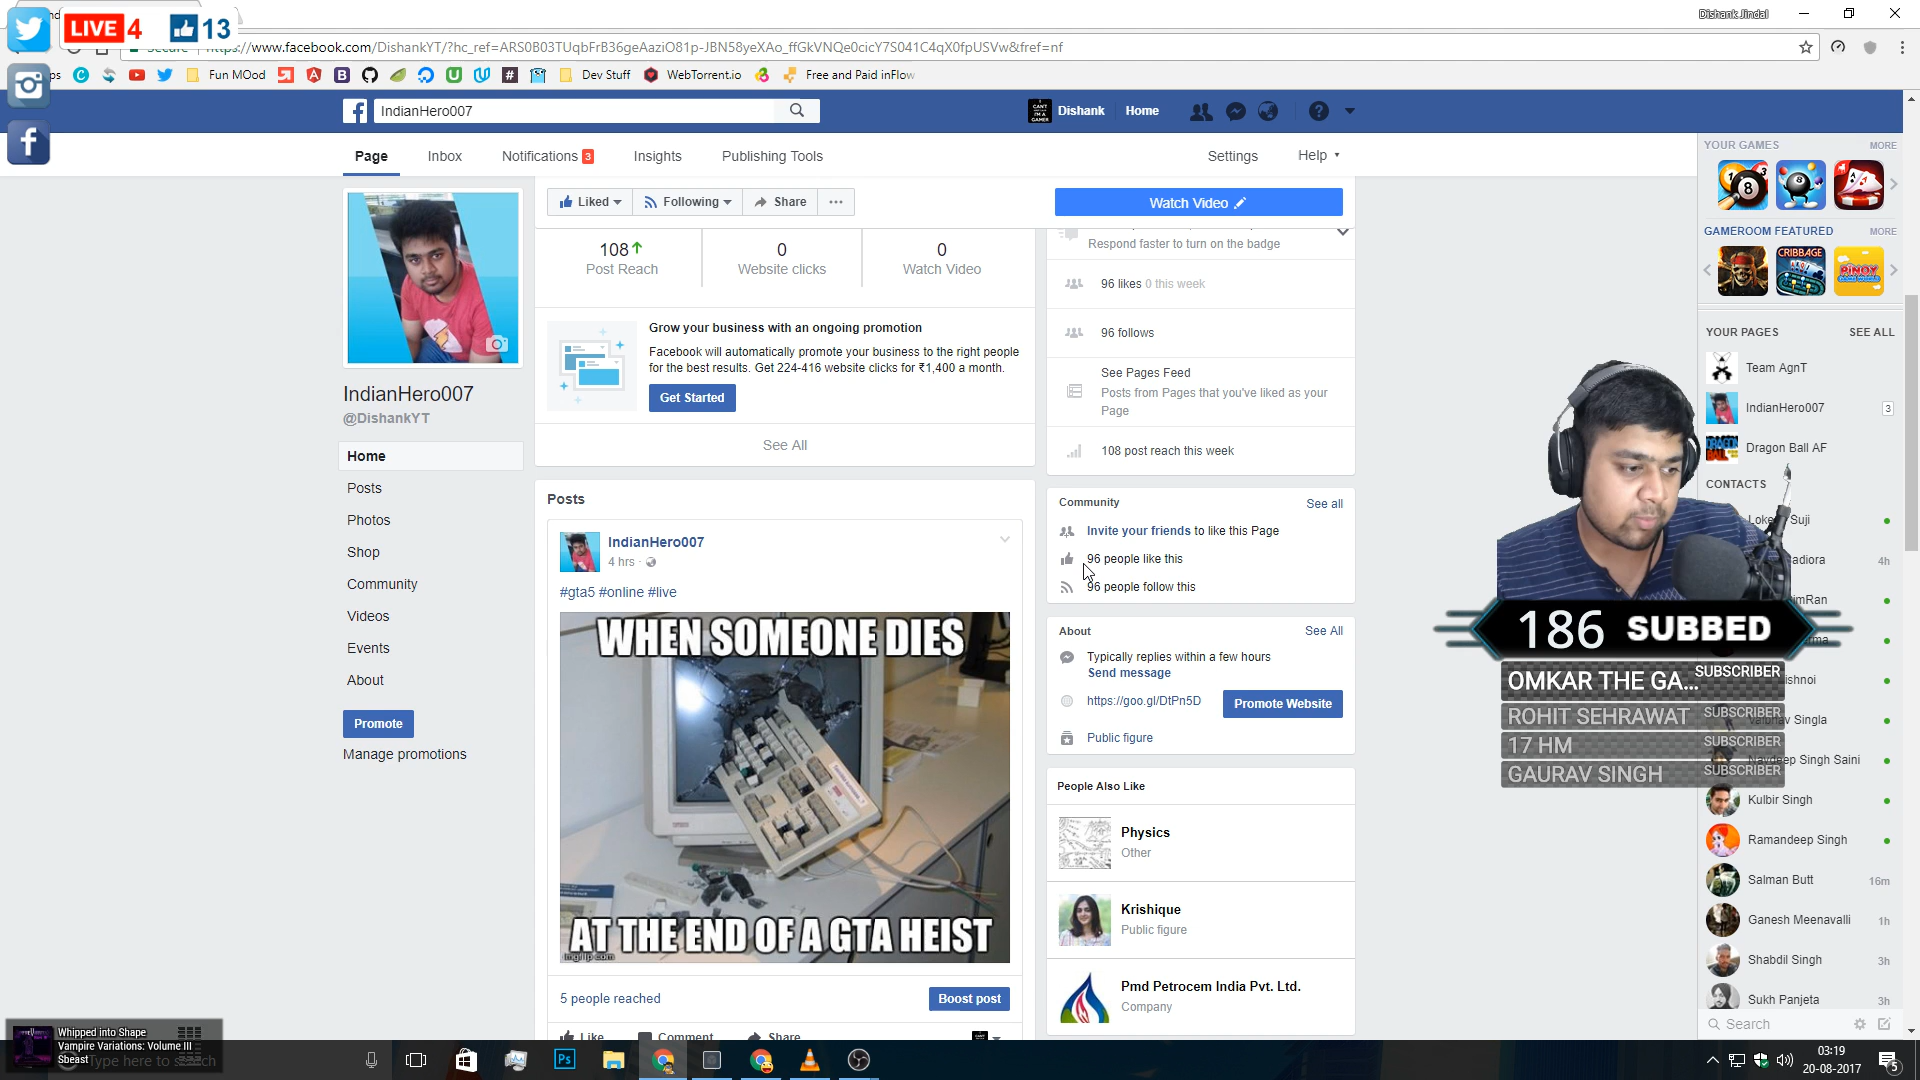 Dishank Jindal
LIVE 4
13
https://www.facebook.com/DishankYT/?hc_ref=ARS0B03TUqbFrB36geAaziO81p-JBN58yeXAo_ffGkVNQe0cicY7S041C4qX0fpUSVw&fref=nf
Fun MOod
Dev Stuff
WebTorrent.io
Free and Paid inFlow
IndianHero007
Dishank
Home
Page
Inbox
Notifications 3
Insights
Publishing Tools
Settings
Help
Liked
Following
Share
Watch Video
108
Post Reach
0
Website clicks
0
Watch Video
Grow your business with an ongoing promotion
Facebook will automatically promote your business to the right people
for the best results. Get 224-416 website clicks for ₹1,400 a month.
Get Started
See All
IndianHero007
@DishankYT
Home
Posts
Photos
Shop
Community
Videos
Events
About
Promote
Manage promotions
Posts
IndianHero007
4 hrs
#gta5 #online #live
WHEN SOMEONE DIES
AT THE END OF A GTA HEIST
imgflip.com
5 people reached
Boost post
Like
Comment
Share
Respond faster to turn on the badge
96 likes 0 this week
96 follows
See Pages Feed
Posts from Pages that you've liked as your
Page
108 post reach this week
Community
See all
Invite your friends to like this Page
96 people like this
96 people follow this
About
See All
Typically replies within a few hours
Send message
https://goo.gl/DtPn5D
Promote Website
Public figure
People Also Like
Physics
Other
Krishique
Public figure
Pmd Petrocem India Pvt. Ltd.
Company
YOUR GAMES
MORE
GAMEROOM FEATURED
MORE
CRIBBAGE
PINOY
YOUR PAGES
SEE ALL
Team AgnT
IndianHero007
3
Dragon Ball AF
CONTACTS
Suji
4h
186 SUBBED
OMKAR THE GA...
SUBSCRIBER
ROHIT SEHRAWAT
SUBSCRIBER
17 HM
SUBSCRIBER
GAURAV SINGH
SUBSCRIBER
Singla
Navdeep Singh Saini
Kulbir Singh
Ramandeep Singh
Salman Butt
16m
Ganesh Meenavalli
1h
Shabdil Singh
3h
Sukh Panjeta
3h
Search
Whipped into Shape
Vampire Variations: Volume III
Sbeast
Type here to search
03:19
20-08-2017
5